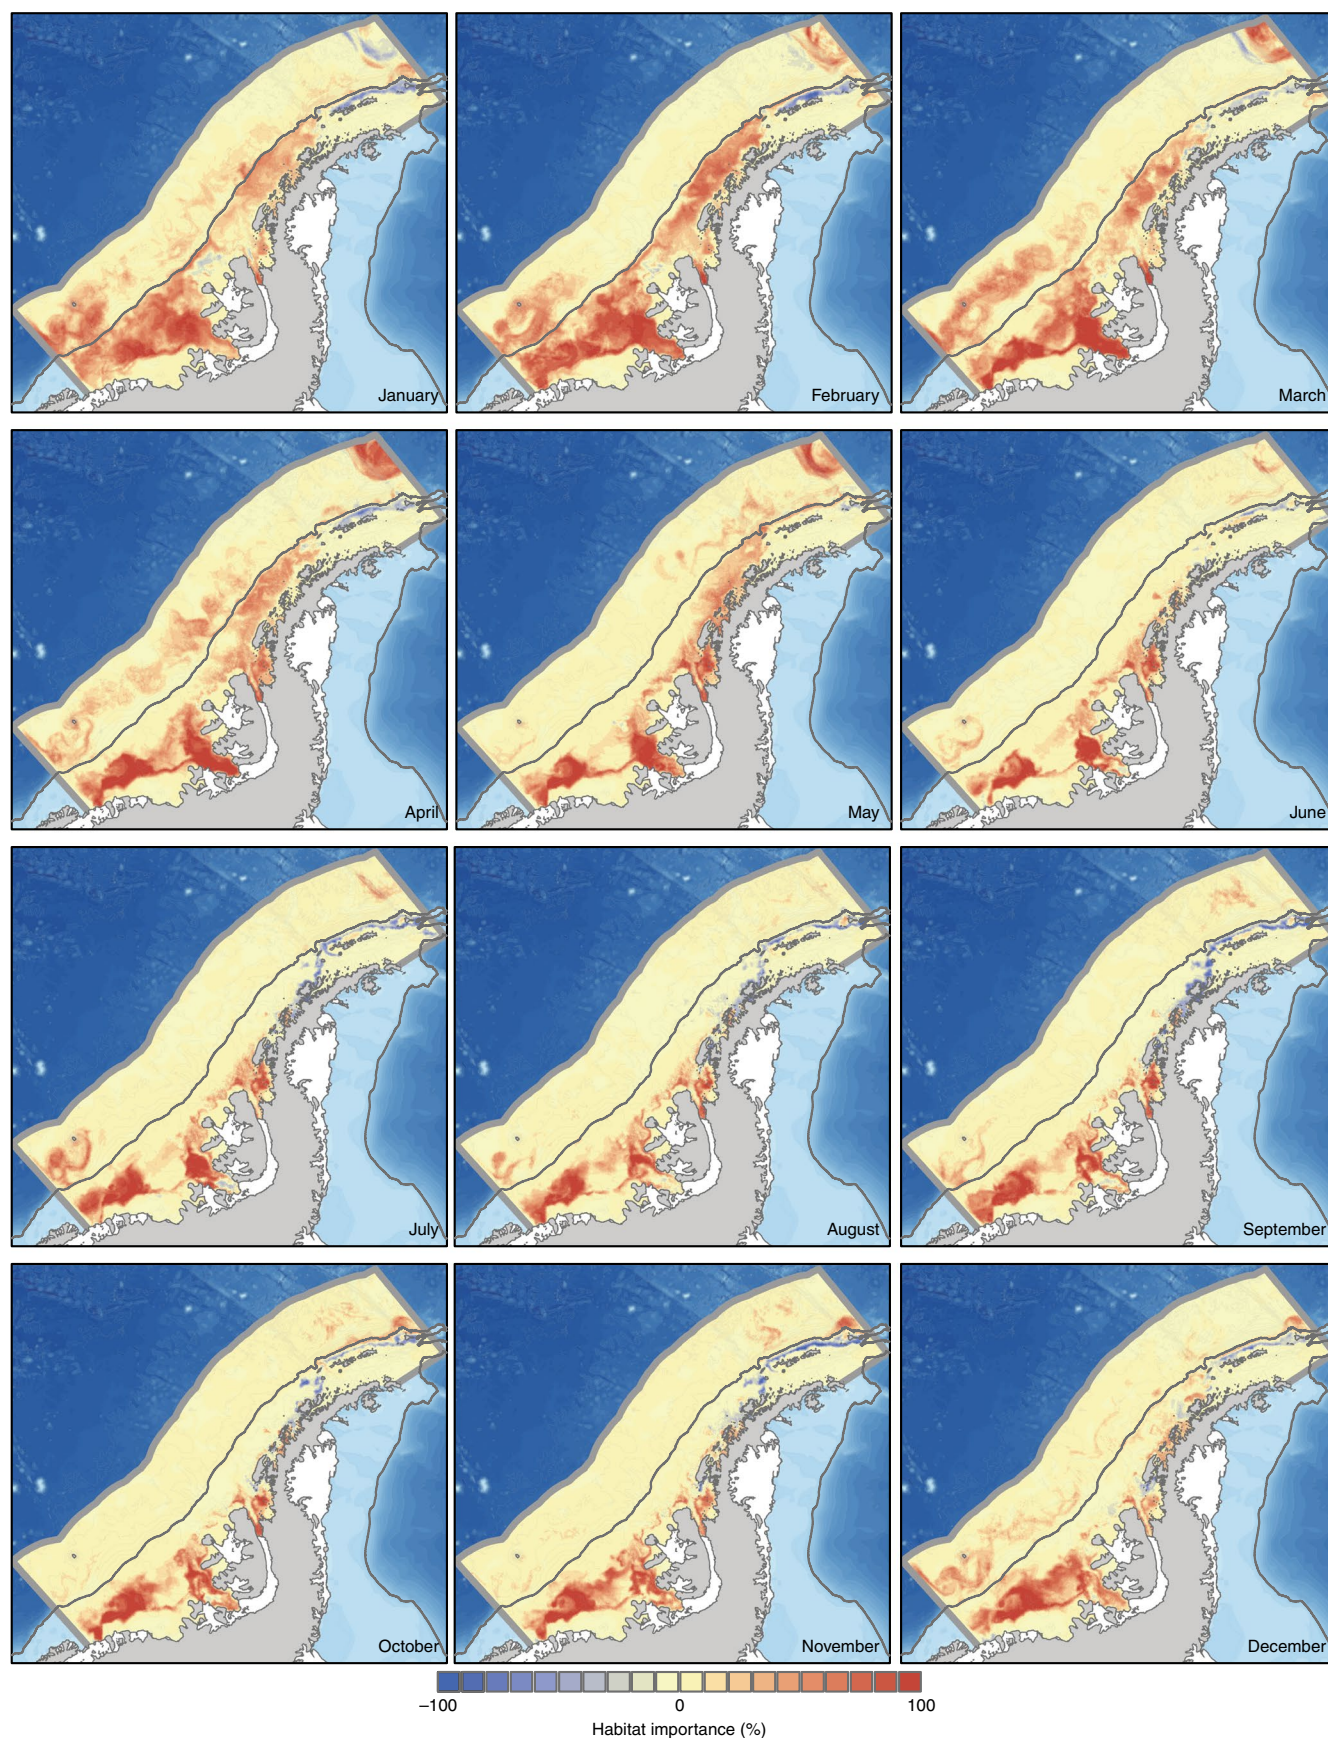 January
February
March
April
May
June
July
August
September
October
November
December
−100
0
100
Habitat importance (%)